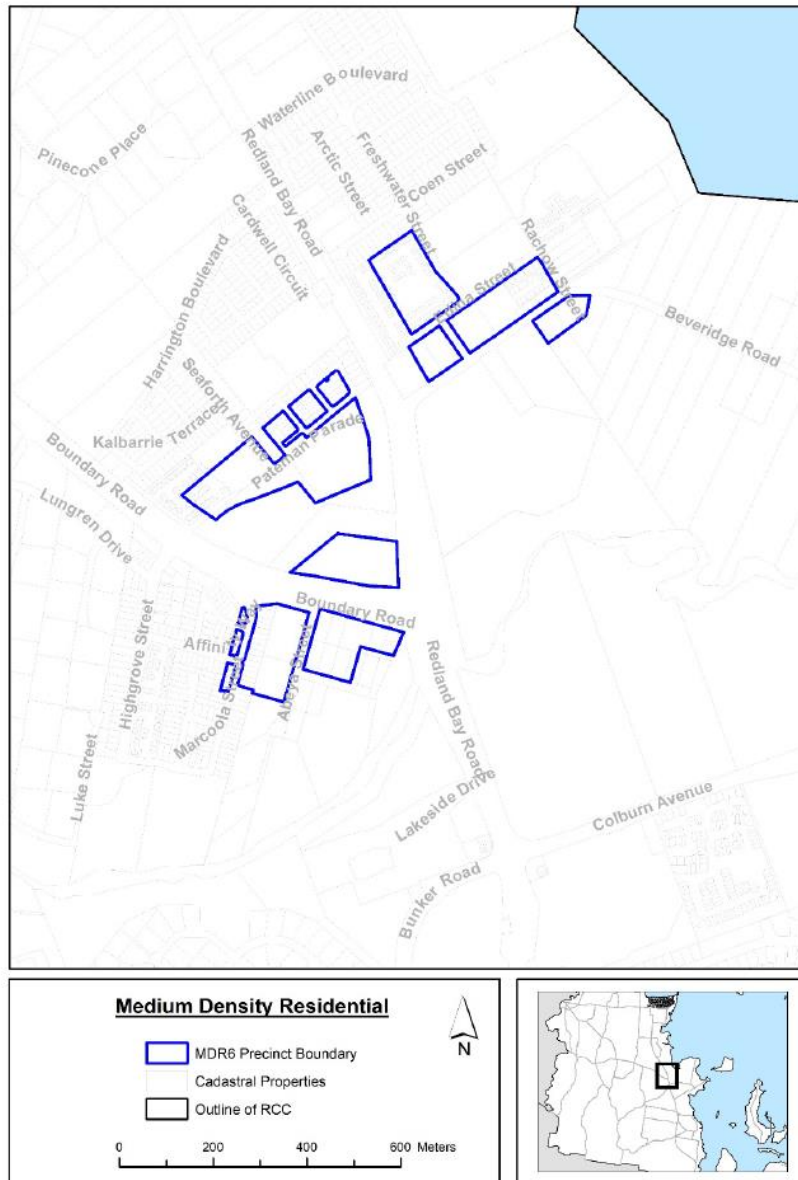 Waterline Boulevard
Pinecone Place
Redland Bay Road
Arctic Street
Freshwater Street
Coen Street
Cardwell Circuit
Rachow Street
Harrington Boulevard
Emma Street
Beveridge Road
Seaforth Avenue
Kalbarrie Terrace
Pateman Parade
Boundary Road
Lungren Drive
Boundary Road
Highgrove Street
Marcoola Street
Abeya Street
Redland Bay Road
Luke Street
Lakeside Drive
Colburn Avenue
Bunker Road
Medium Density Residential
N
MDR6 Precinct Boundary
Cadastral Properties
Outline of RCC
0 200 400 600 Meters